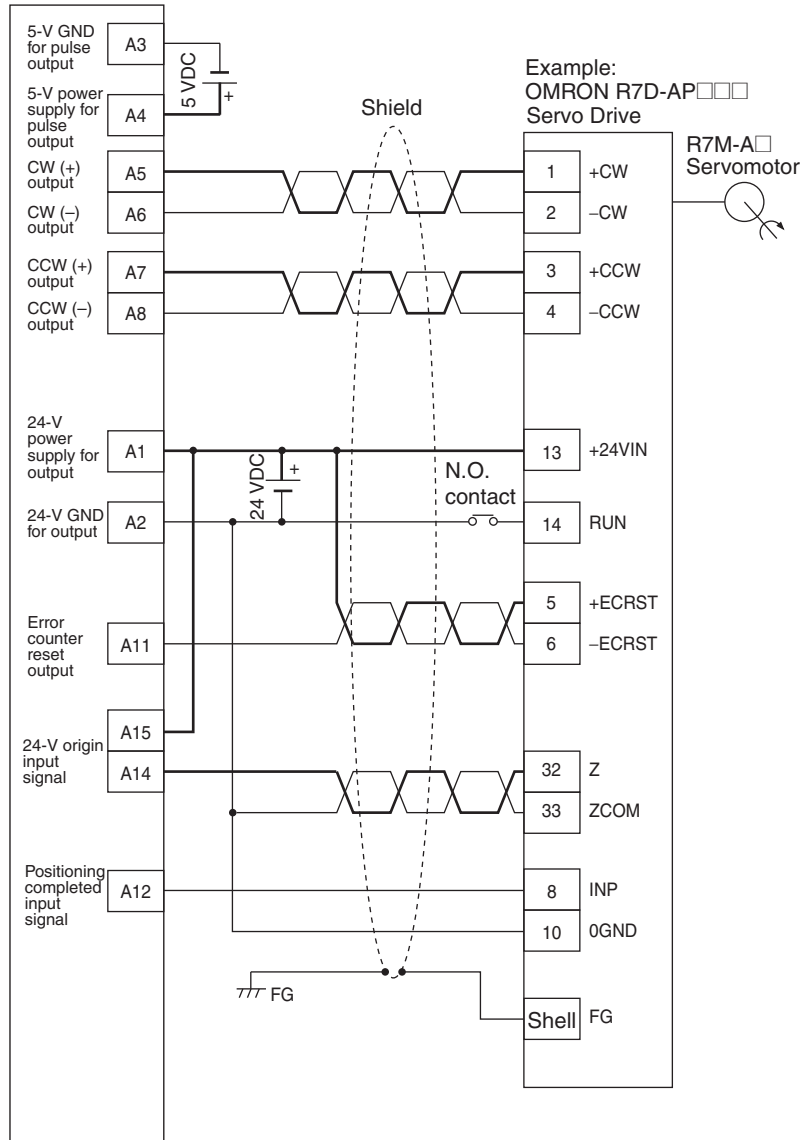 5-V GND
for pulse
output
A3
5 VDC
+
5-V power
supply for
pulse
output
A4
Example:
OMRON R7D-AP□□□
Servo Drive
Shield
R7M-A□
Servomotor
CW (+)
output
A5
1
+CW
CW (–)
output
A6
2
–CW
CCW (+)
output
A7
3
+CCW
CCW (–)
output
A8
4
–CCW
24-V
power
supply for
output
A1
24 VDC
+
13
+24VIN
N.O.
contact
24-V GND
for output
A2
14
RUN
5
+ECRST
Error
counter
reset
output
A11
6
–ECRST
A15
24-V origin
input
signal
A14
32
Z
33
ZCOM
Positioning
completed
input
signal
A12
8
INP
10
0GND
FG
Shell
FG